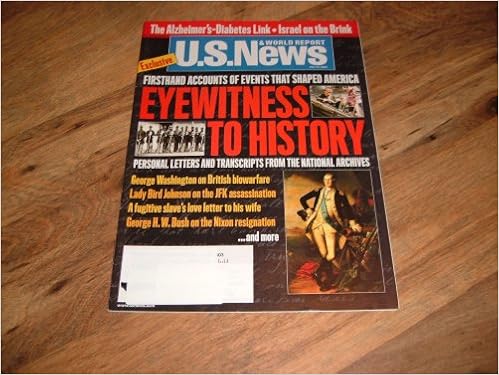 The Alzheimer's-Diabetes Link • Israel on the Brink
& WORLD REPORT
U.S.News
Exclusive
FIRSTHAND ACCOUNTS OF EVENTS THAT SHAPED AMERICA
EYEWITNESS
TO HISTORY
PERSONAL LETTERS AND TRANSCRIPTS FROM THE NATIONAL ARCHIVES
George Washington on British biowarfare
Lady Bird Johnson on the JFK assassination
A fugitive slave's love letter to his wife
George H.W. Bush on the Nixon resignation
...and more